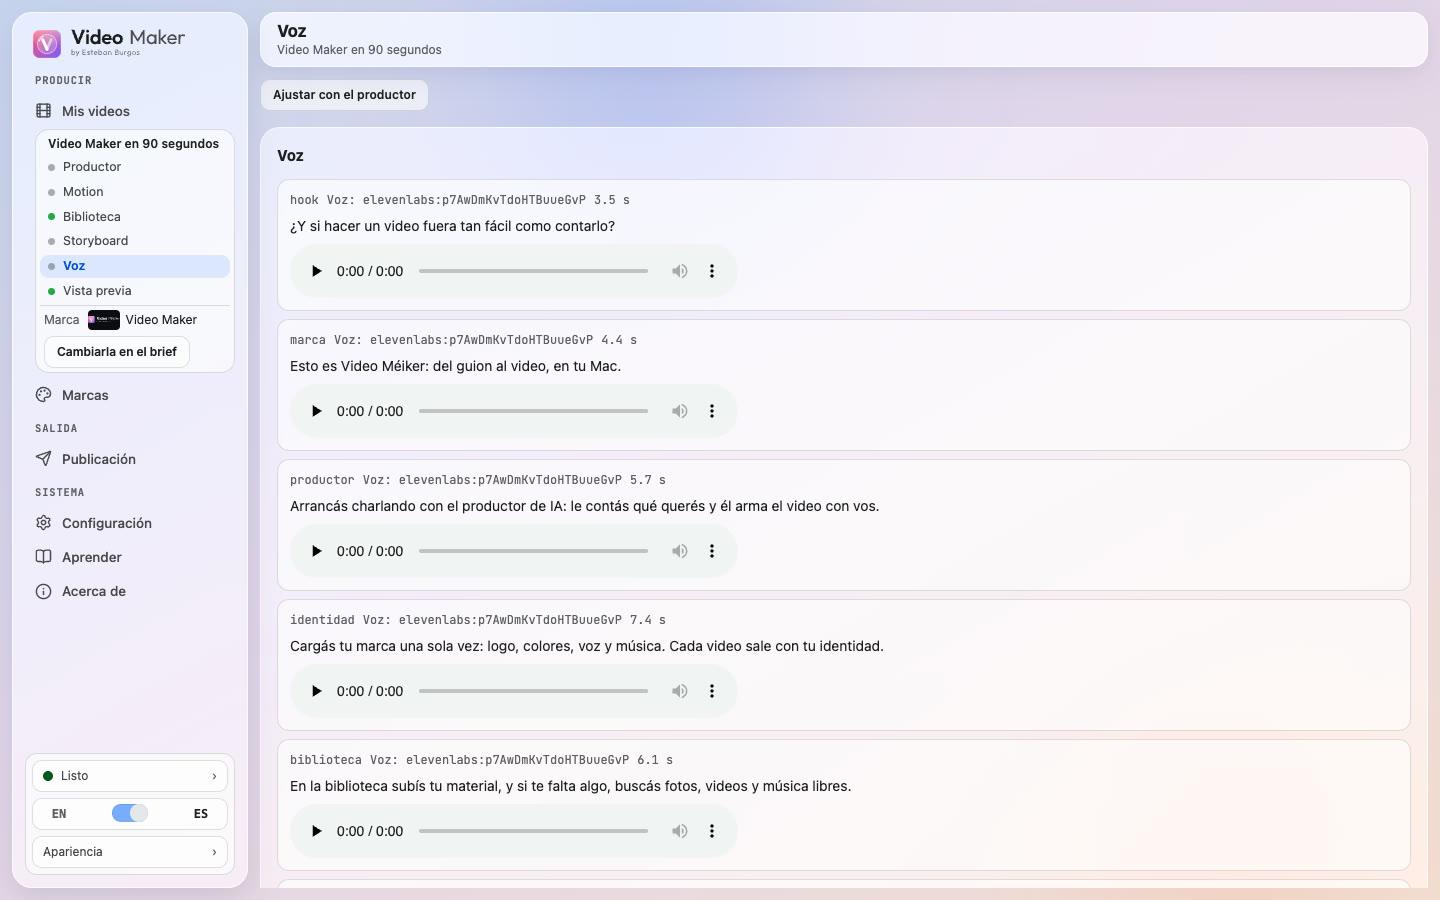 Video Maker
by Esteban Burgos
PRODUCIR
Mis videos
Video Maker en 90 segundos
Productor
Motion
Biblioteca
Storyboard
Voz
Vista previa
Marca Video Maker
Cambiarla en el brief
Marcas
SALIDA
Publicación
SISTEMA
Configuración
Aprender
Acerca de
Listo
EN ES
Apariencia
Voz
Video Maker en 90 segundos
Ajustar con el productor
Voz
hook Voz: elevenlabs:p7AwDmKvTdoHTBuueGvP 3.5 s
¿Y si hacer un video fuera tan fácil como contarlo?
0:00 / 0:00
marca Voz: elevenlabs:p7AwDmKvTdoHTBuueGvP 4.4 s
Esto es Video Méiker: del guion al video, en tu Mac.
0:00 / 0:00
productor Voz: elevenlabs:p7AwDmKvTdoHTBuueGvP 5.7 s
Arrancás charlando con el productor de IA: le contás qué querés y él arma el video con vos.
0:00 / 0:00
identidad Voz: elevenlabs:p7AwDmKvTdoHTBuueGvP 7.4 s
Cargás tu marca una sola vez: logo, colores, voz y música. Cada video sale con tu identidad.
0:00 / 0:00
biblioteca Voz: elevenlabs:p7AwDmKvTdoHTBuueGvP 6.1 s
En la biblioteca subís tu material, y si te falta algo, buscás fotos, videos y música libres.
0:00 / 0:00